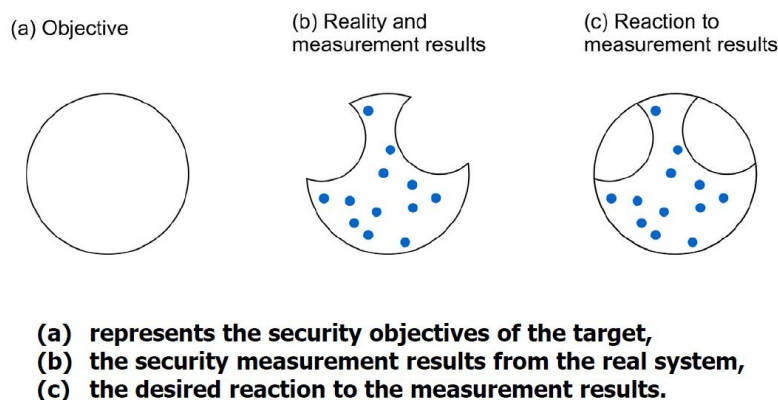 (a) Objective
(b) Reality and
measurement results
(c) Reaction to
measurement results
(a) represents the security objectives of the target,
(b) the security measurement results from the real system,
(c) the desired reaction to the measurement results.